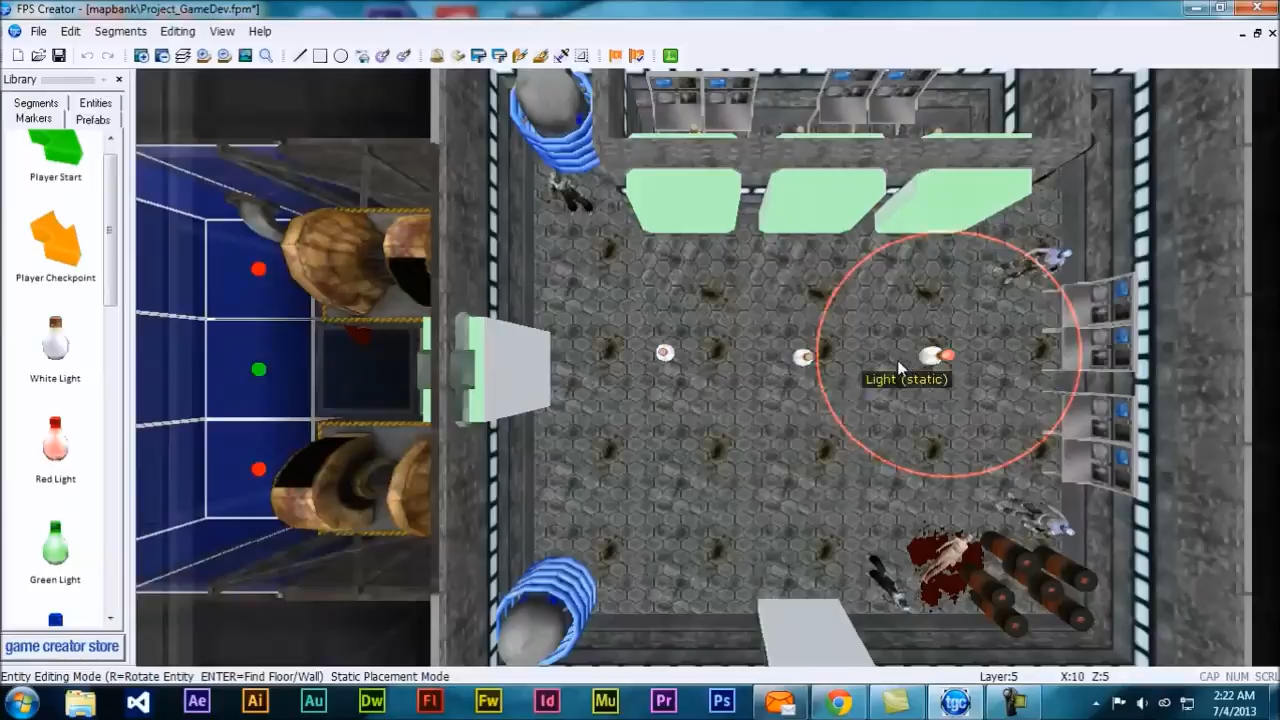 FPS Creator - [mapbank\Project_GameDev.fpm*]
File Edit Segments Editing View Help
Library
Segments Entities
Markers Prefabs
Player Start
Player Checkpoint
White Light
Red Light
Green Light
game creator store
Light (static)
Entity Editing Mode (R=Rotate Entity ENTER=Find Floor/Wall) Static Placement Mode
Layer:5 X:10 Z:5 CAP NUM SCRL
Ae Ai Au Dw Fl Fw Id Mu Pr Ps tgc
2:22 AM
7/4/2013